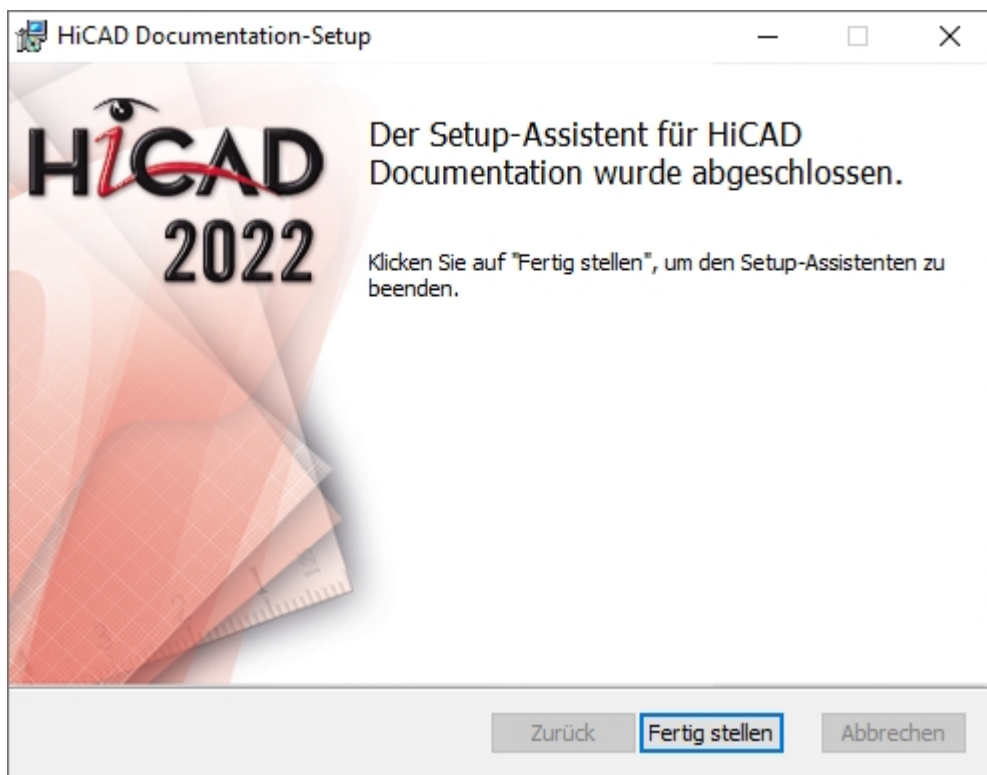 HiCAD Documentation-Setup
HiCAD
2022
Der Setup-Assistent für HiCAD
Documentation wurde abgeschlossen.
Klicken Sie auf "Fertig stellen", um den Setup-Assistenten zu
beenden.
Zurück
Fertig stellen
Abbrechen